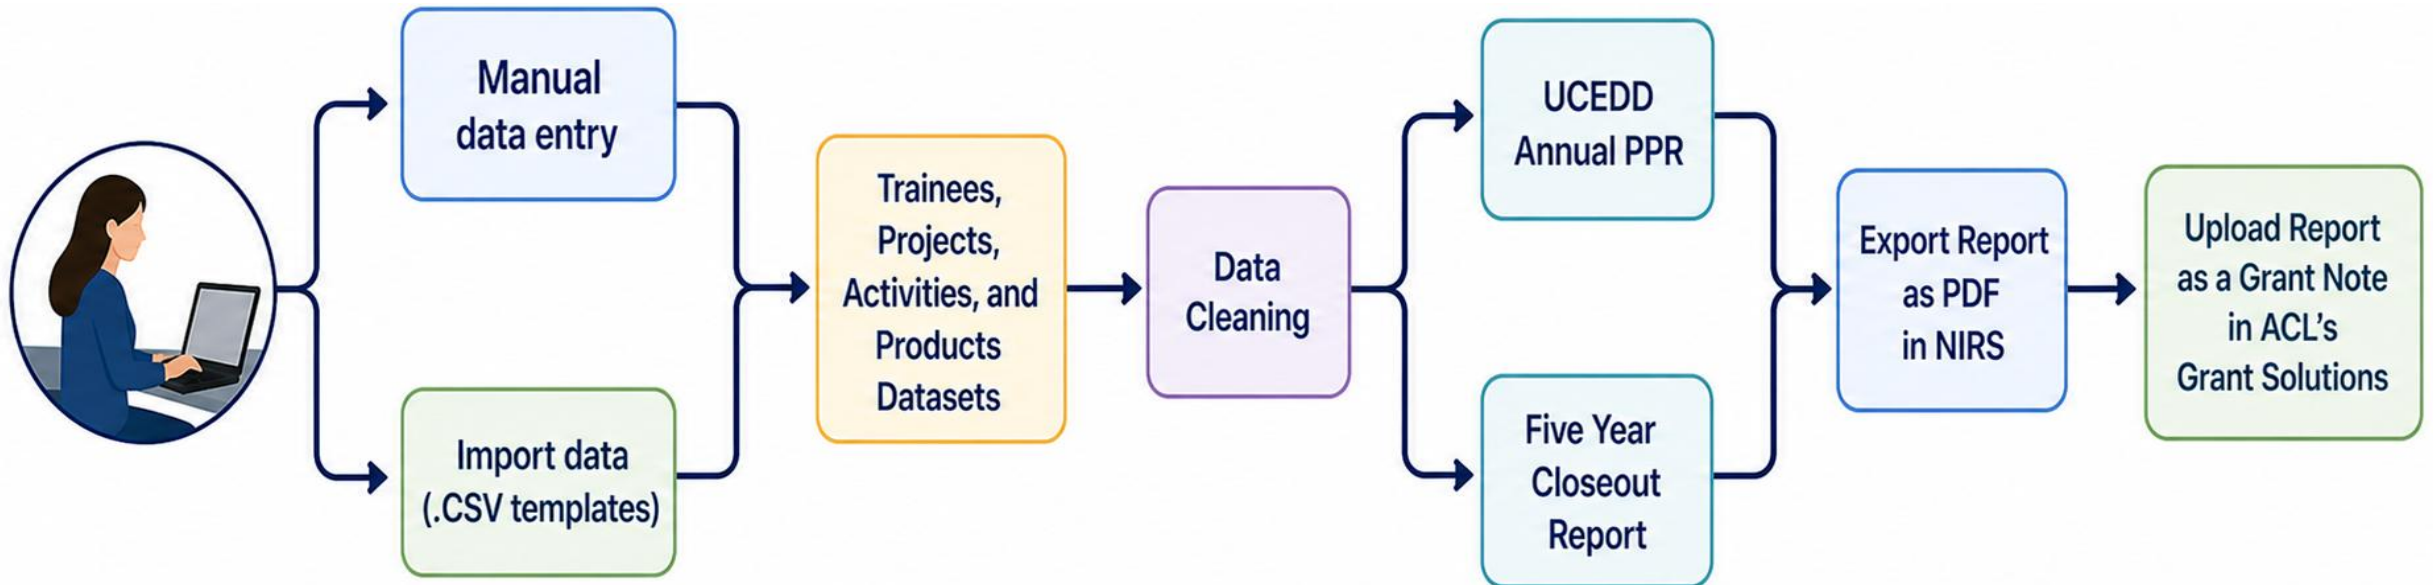 Manual
data entry
Import data
(.CSV templates)
Trainees,
Projects,
Activities, and
Products
Datasets
Data
Cleaning
UCEDD
Annual PPR
Five Year
Closeout
Report
Export Report
as PDF
in NIRS
Upload Report
as a Grant Note
in ACL’s
Grant Solutions